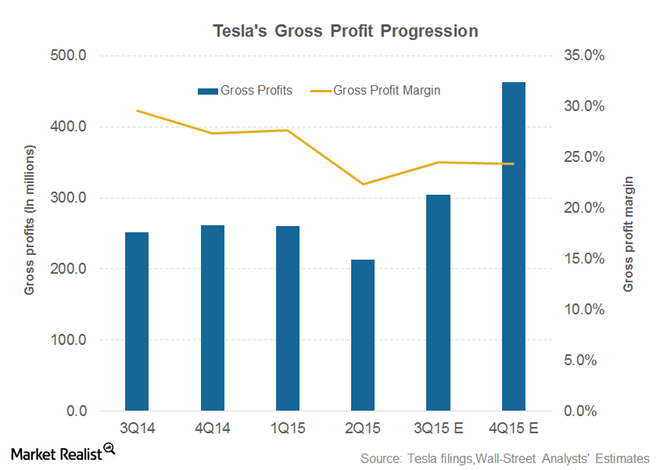 Tesla's Gross Profit Progression
500.0
400.0
300.0
200.0
100.0
0.0
Gross profits (In millions)
Gross Profits
Gross Profit Margin
35.0%
30.0%
25.0%
20.0%
15.0%
10.0%
5.0%
0.0%
Gross profit margin
3Q14 4Q14 1Q15 2Q15 3Q15 E 4Q15 E
Market Realist
Source: Tesla filings,Wall-Street Analysts' Estimates